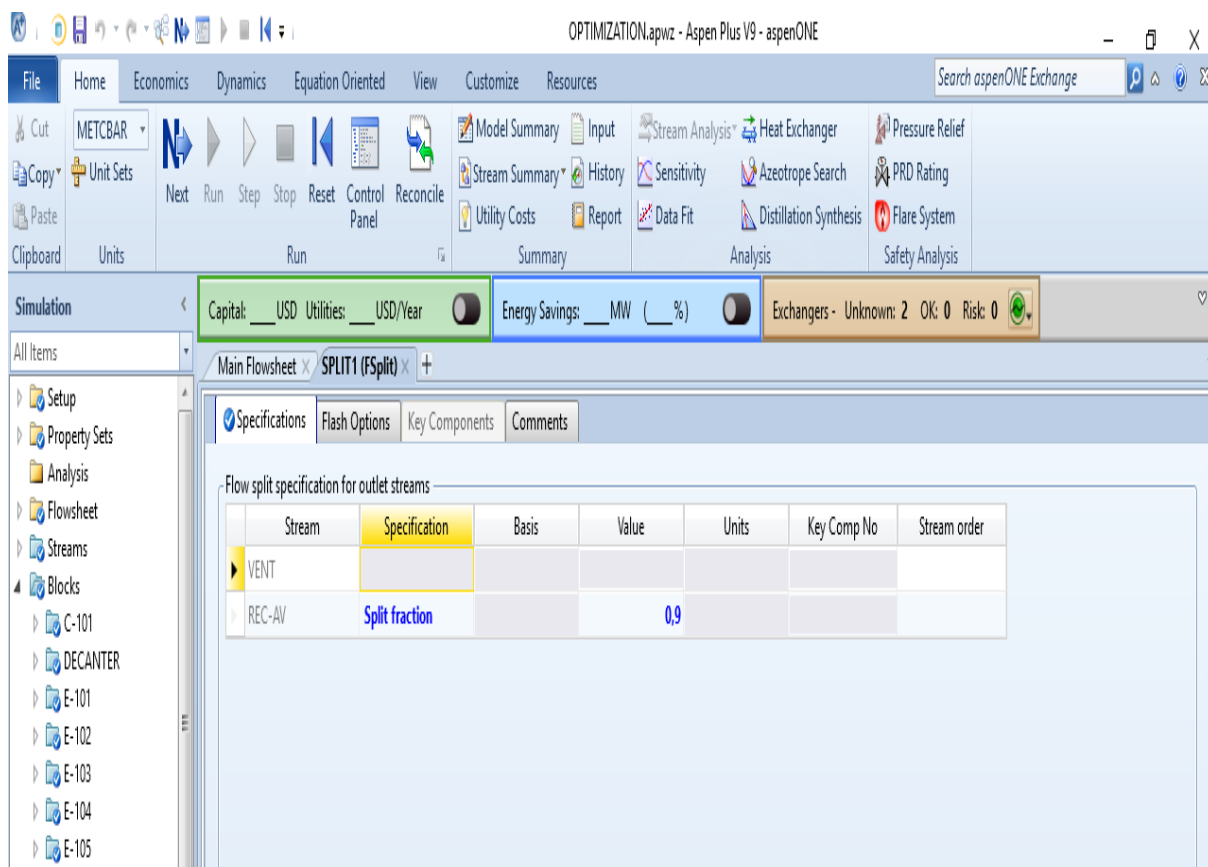 OPTIMIZATION.apwz - Aspen Plus V9 - aspenONE
File Home Economics Dynamics Equation Oriented View Customize Resources Search aspenONE Exchange
Cut METCBAR Model Summary Input Stream Analysis Heat Exchanger Pressure Relief
Copy Unit Sets Next Run Step Stop Reset Control Panel Reconcile Stream Summary History Sensitivity Azeotrope Search PRD Rating
Paste Utility Costs Report Data Fit Distillation Synthesis Flare System
Clipboard Units Run Summary Analysis Safety Analysis
Simulation Capital: ___USD Utilities: ___USD/Year Energy Savings: ___MW (___%) Exchangers - Unknown: 2 OK: 0 Risk: 0
All Items Main Flowsheet SPLIT1 (FSplit) +
Setup
Property Sets
Analysis
Flowsheet
Streams
Blocks
C-101
DECANTER
E-101
E-102
E-103
E-104
E-105
Specifications Flash Options Key Components Comments
Flow split specification for outlet streams
Stream Specification Basis Value Units Key Comp No Stream order
VENT
REC-AV Split fraction 0,9